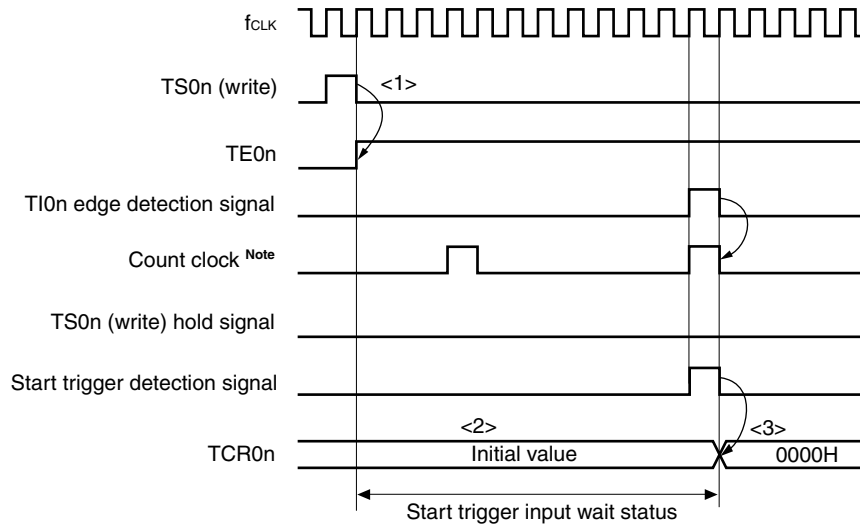 fCLK
TS0n (write)
<1>
TE0n
TI0n edge detection signal
Count clock Note
TS0n (write) hold signal
Start trigger detection signal
<2>
<3>
TCR0n
Initial value
0000H
Start trigger input wait status